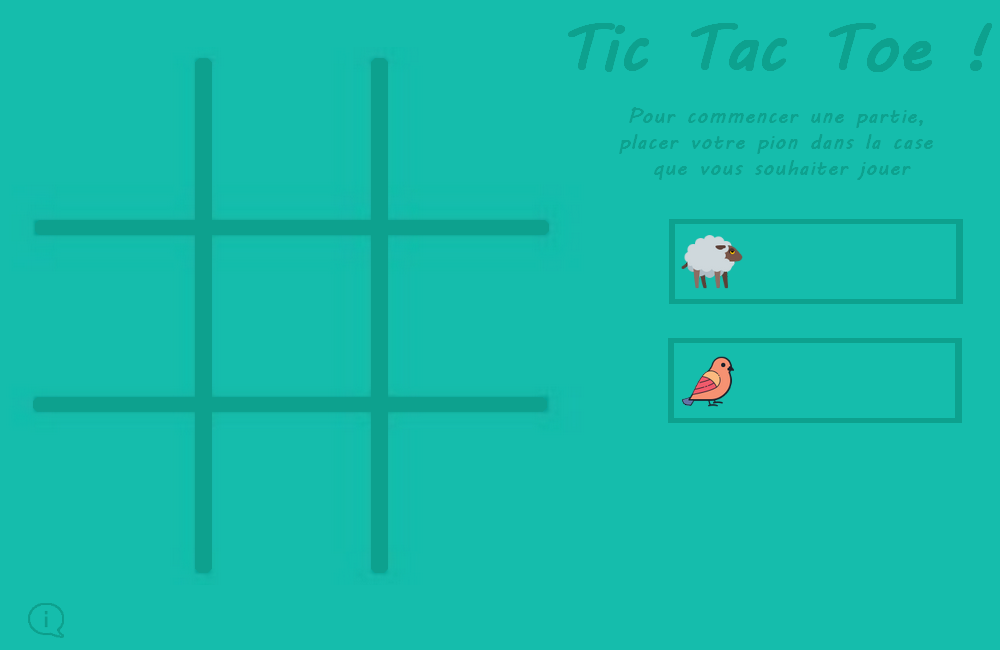 Tic Tac Toe !
Pour commencer une partie,
placer votre pion dans la case
que vous souhaiter jouer
i